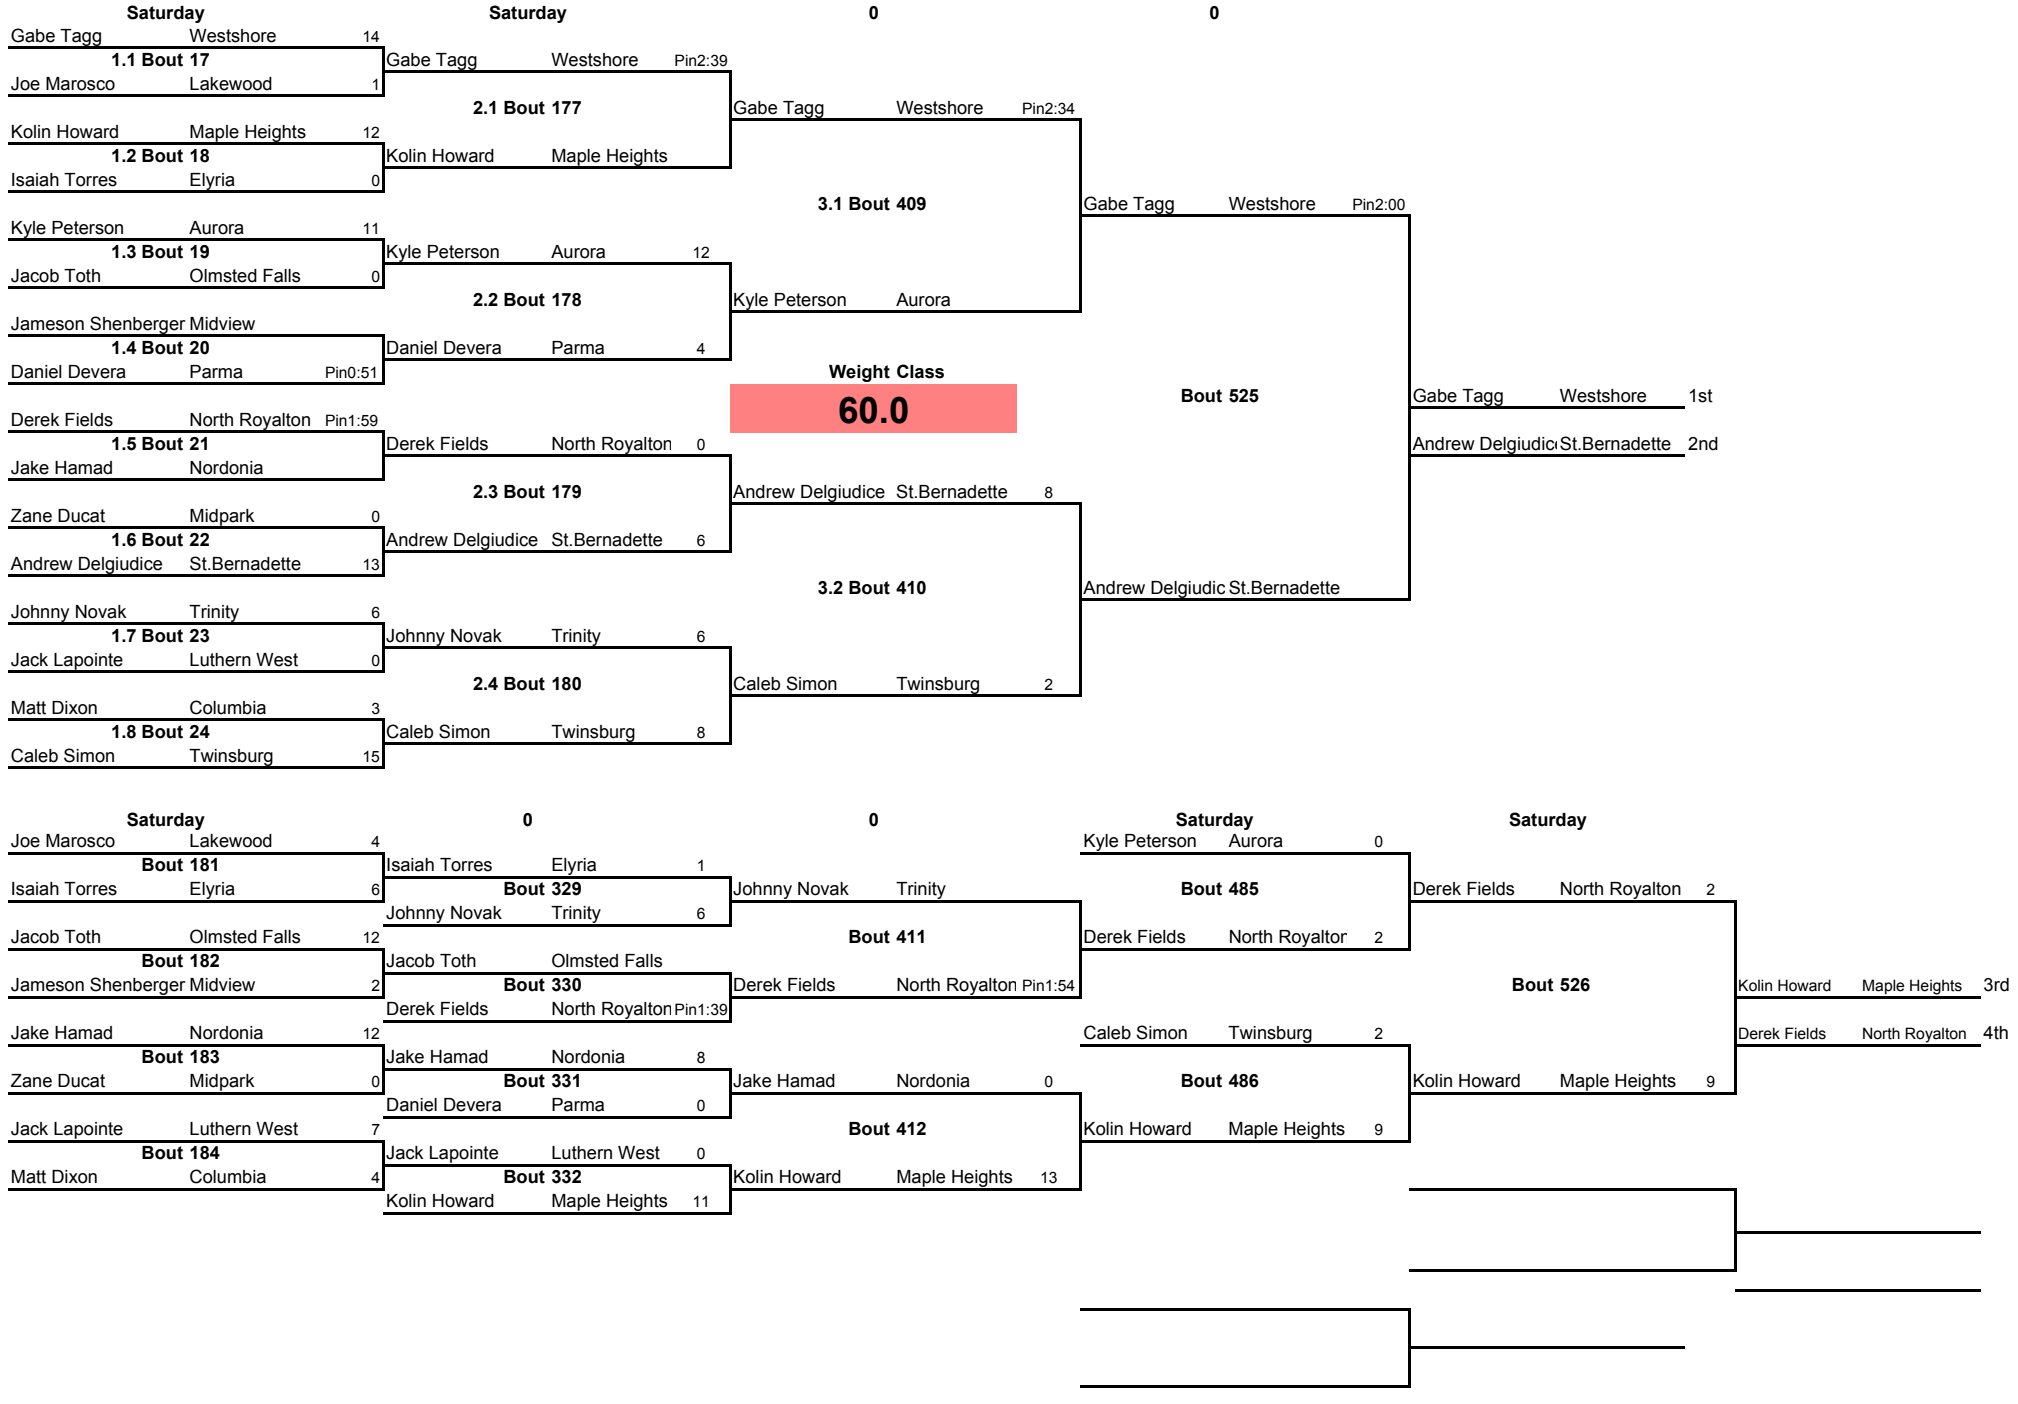 Saturday Saturday 0 0
Gabe Tagg Westshore 14
1.1 Bout 17 Gabe Tagg Westshore Pin2:39
Joe Marosco Lakewood 1
2.1 Bout 177 Gabe Tagg Westshore Pin2:34
Kolin Howard Maple Heights 12
1.2 Bout 18 Kolin Howard Maple Heights
Isaiah Torres Elyria 0
3.1 Bout 409 Gabe Tagg Westshore Pin2:00
Kyle Peterson Aurora 11
1.3 Bout 19 Kyle Peterson Aurora 12
Jacob Toth Olmsted Falls 0
2.2 Bout 178 Kyle Peterson Aurora
Jameson Shenberger Midview
1.4 Bout 20 Daniel Devera Parma 4
Daniel Devera Parma Pin0:51 Weight Class
Bout 525 Gabe Tagg Westshore 1st
60.0
Derek Fields North Royalton Pin1:59
1.5 Bout 21 Derek Fields North Royalton 0 Andrew Delgiudic St.Bernadette 2nd
Jake Hamad Nordonia
2.3 Bout 179 Andrew Delgiudice St.Bernadette 8
Zane Ducat Midpark 0
1.6 Bout 22 Andrew Delgiudice St.Bernadette 6
Andrew Delgiudice St.Bernadette 13
3.2 Bout 410 Andrew Delgiudic St.Bernadette
Johnny Novak Trinity 6
1.7 Bout 23 Johnny Novak Trinity 6
Jack Lapointe Luthern West 0
2.4 Bout 180 Caleb Simon Twinsburg 2
Matt Dixon Columbia 3
1.8 Bout 24 Caleb Simon Twinsburg 8
Caleb Simon Twinsburg 15
Saturday 0 0 Saturday Saturday
Joe Marosco Lakewood 4 Kyle Peterson Aurora 0
Bout 181 Isaiah Torres Elyria 1
Isaiah Torres Elyria 6 Bout 329 Johnny Novak Trinity Bout 485 Derek Fields North Royalton 2
Johnny Novak Trinity 6
Jacob Toth Olmsted Falls 12 Bout 411 Derek Fields North Royalton 2
Bout 182 Jacob Toth Olmsted Falls
Jameson Shenberger Midview 2 Bout 330 Derek Fields North Royalton Pin1:54 Bout 526 Kolin Howard Maple Heights 3rd
Derek Fields North Royalton Pin1:39
Jake Hamad Nordonia 12 Caleb Simon Twinsburg 2 Derek Fields North Royalton 4th
Bout 183 Jake Hamad Nordonia 8
Zane Ducat Midpark 0 Bout 331 Jake Hamad Nordonia 0 Bout 486 Kolin Howard Maple Heights 9
Daniel Devera Parma 0
Jack Lapointe Luthern West 7 Bout 412 Kolin Howard Maple Heights 9
Bout 184 Jack Lapointe Luthern West 0
Matt Dixon Columbia 4 Bout 332 Kolin Howard Maple Heights 13
Kolin Howard Maple Heights 11